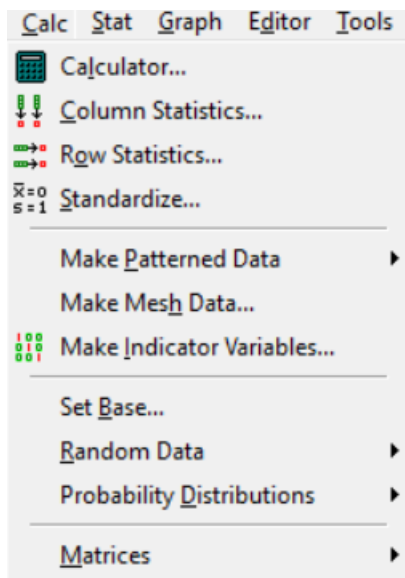 Calc Stat Graph Editor Tools
Calculator...
Column Statistics...
Row Statistics...
x̄=0
s=1
Standardize...
Make Patterned Data
Make Mesh Data...
Make Indicator Variables...
Set Base...
Random Data
Probability Distributions
Matrices